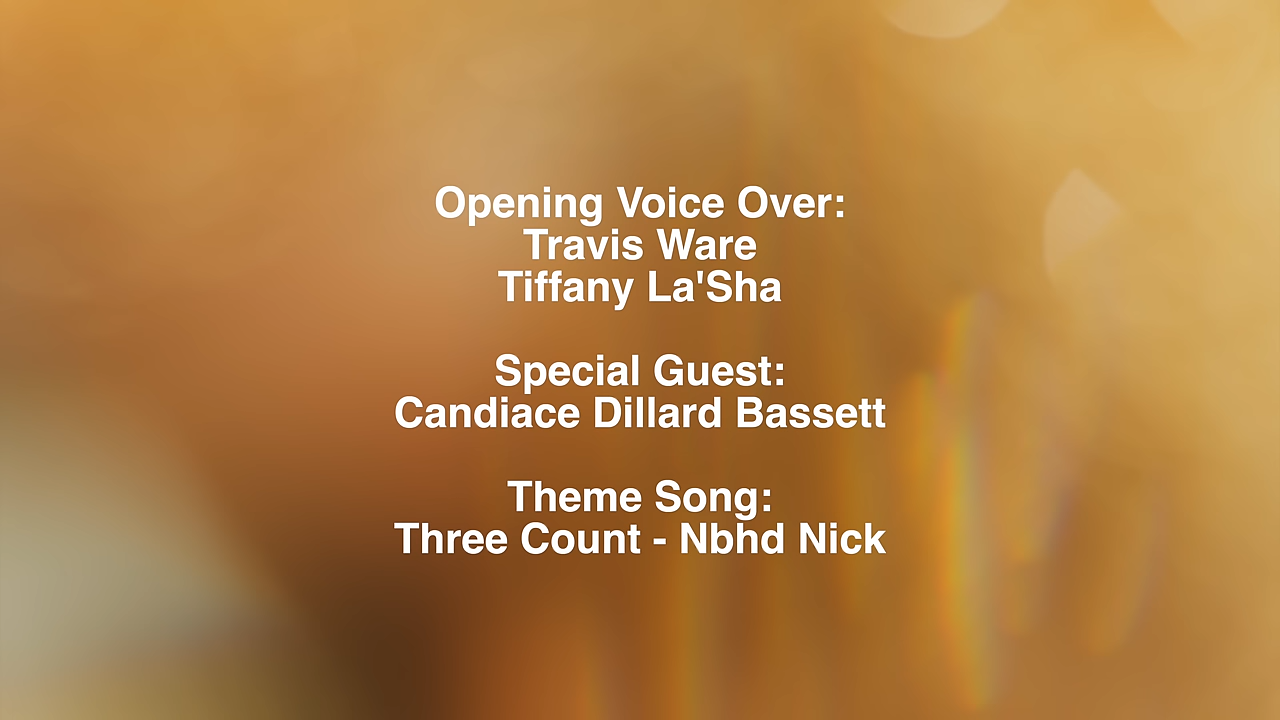 Opening Voice Over:
Travis Ware
Tiffany La'Sha
Special Guest:
Candiace Dillard Bassett
Theme Song:
Three Count - Nbhd Nick